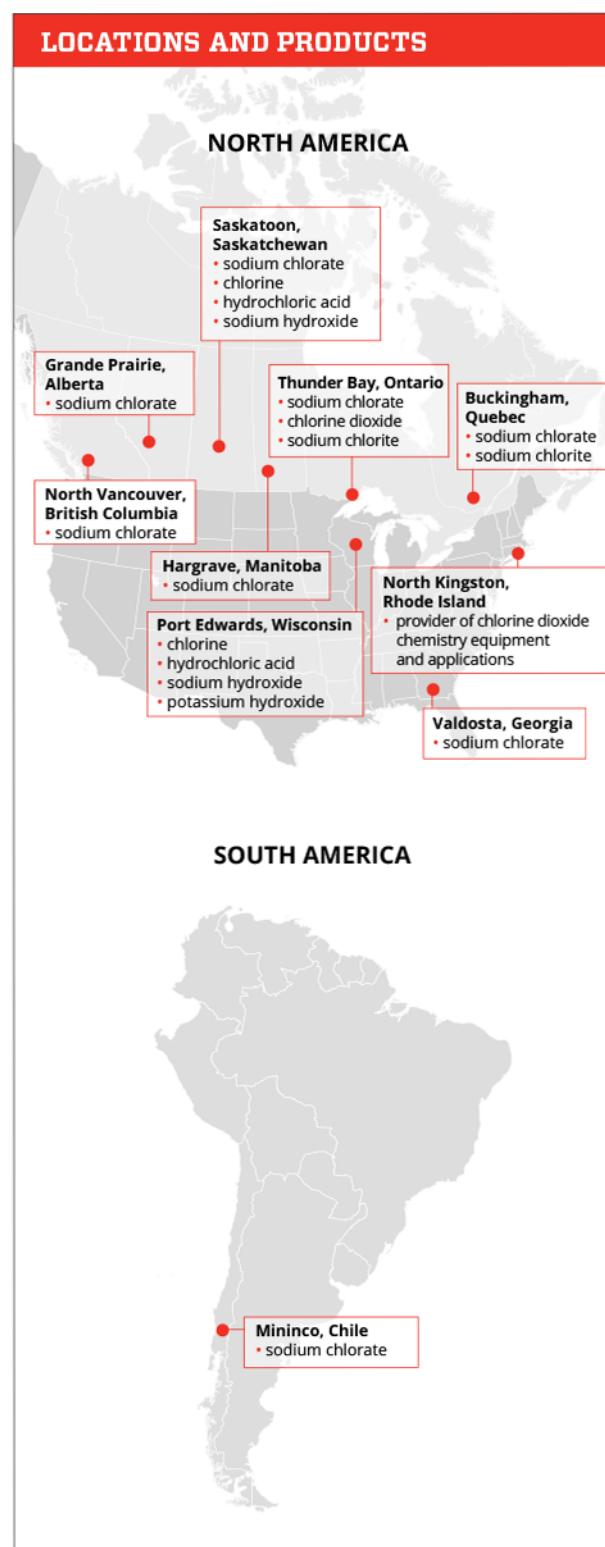 LOCATIONS AND PRODUCTS
NORTH AMERICA
Saskatoon,
Saskatchewan
• sodium chlorate
• chlorine
• hydrochloric acid
• sodium hydroxide
Grande Prairie,
Alberta
• sodium chlorate
Thunder Bay, Ontario
• sodium chlorate
• chlorine dioxide
• sodium chlorite
Buckingham,
Quebec
• sodium chlorate
• sodium chlorite
North Vancouver,
British Columbia
• sodium chlorate
Hargrave, Manitoba
• sodium chlorate
North Kingston,
Rhode Island
• provider of chlorine dioxide
chemistry equipment
and applications
Port Edwards, Wisconsin
• chlorine
• hydrochloric acid
• sodium hydroxide
• potassium hydroxide
Valdosta, Georgia
• sodium chlorate
SOUTH AMERICA
Mininco, Chile
• sodium chlorate